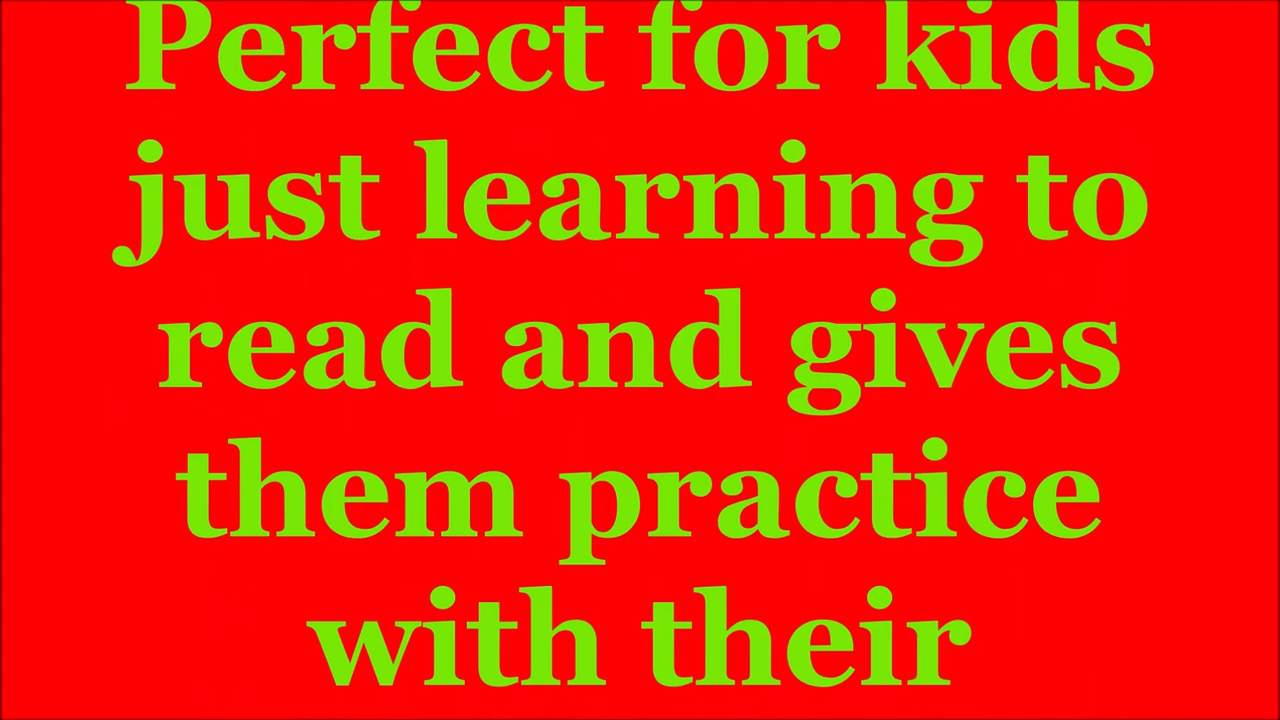 Perfect for kids
just learning to
read and gives
them practice
with their